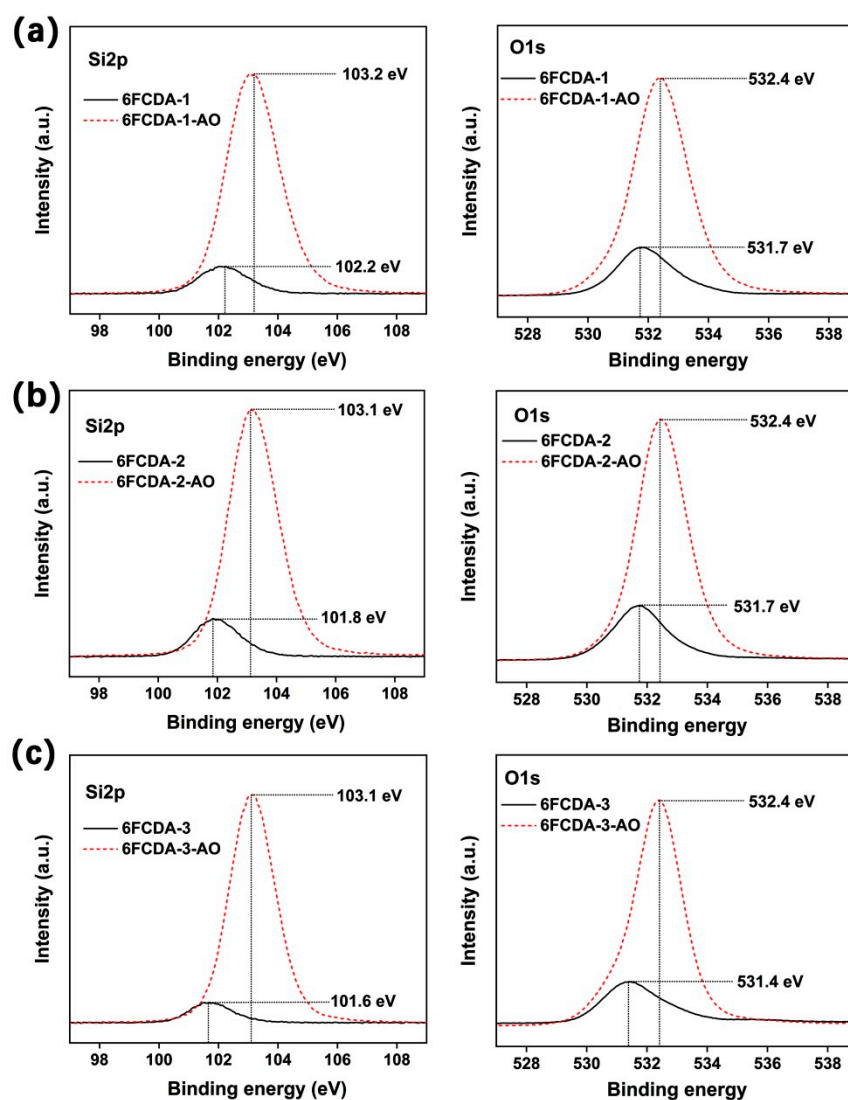 (a)
Si2p
6FCDA-1
6FCDA-1-AO
103.2 eV
102.2 eV
Intensity (a.u.)
98 100 102 104 106 108
Binding energy (eV)
O1s
6FCDA-1
6FCDA-1-AO
532.4 eV
531.7 eV
Intensity (a.u.)
528 530 532 534 536 538
Binding energy
(b)
Si2p
103.1 eV
6FCDA-2
6FCDA-2-AO
101.8 eV
Intensity (a.u.)
98 100 102 104 106 108
Binding energy (eV)
O1s
532.4 eV
6FCDA-2
6FCDA-2-AO
531.7 eV
Intensity (a.u.)
528 530 532 534 536 538
Binding energy
(c)
Si2p
103.1 eV
6FCDA-3
6FCDA-3-AO
101.6 eV
Intensity (a.u.)
98 100 102 104 106 108
Binding energy (eV)
O1s
532.4 eV
6FCDA-3
6FCDA-3-AO
531.4 eV
Intensity (a.u.)
528 530 532 534 536 538
Binding energy